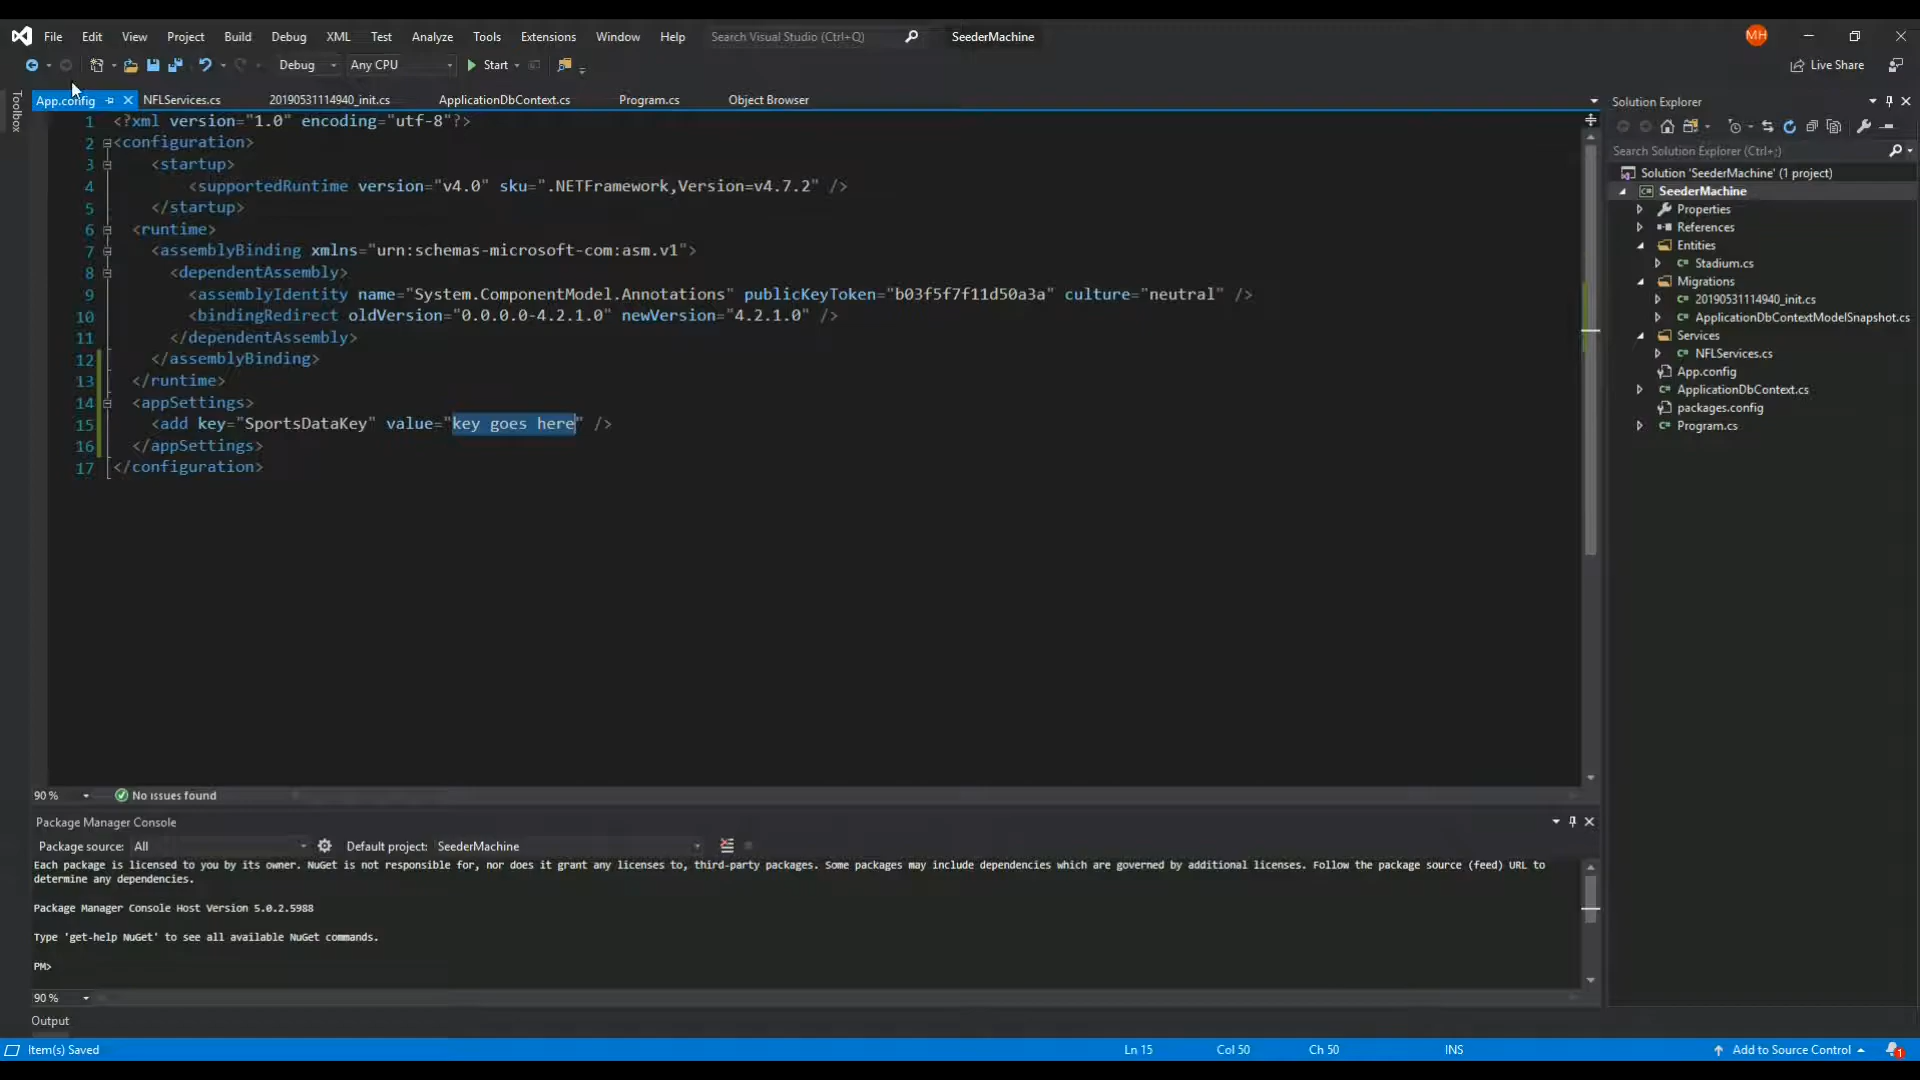 File Edit View Project Build Debug XML Test Analyze Tools Extensions Window Help Search Visual Studio (Ctrl+Q) SeederMachine MH
Debug Any CPU Start Live Share
Toolbox
App.config NFLServices.cs 20190531114940_init.cs ApplicationDbContext.cs Program.cs Object Browser
1 <?xml version="1.0" encoding="utf-8"?>
2 <configuration>
3 <startup>
4 <supportedRuntime version="v4.0" sku=".NETFramework,Version=v4.7.2" />
5 </startup>
6 <runtime>
7 <assemblyBinding xmlns="urn:schemas-microsoft-com:asm.v1">
8 <dependentAssembly>
9 <assemblyIdentity name="System.ComponentModel.Annotations" publicKeyToken="b03f5f7f11d50a3a" culture="neutral" />
10 <bindingRedirect oldVersion="0.0.0.0-4.2.1.0" newVersion="4.2.1.0" />
11 </dependentAssembly>
12 </assemblyBinding>
13 </runtime>
14 <appSettings>
15 <add key="SportsDataKey" value="key goes here" />
16 </appSettings>
17 </configuration>
90 % No issues found
Package Manager Console
Package source: All Default project: SeederMachine
Each package is licensed to you by its owner. NuGet is not responsible for, nor does it grant any licenses to, third-party packages. Some packages may include dependencies which are governed by additional licenses. Follow the package source (feed) URL to
determine any dependencies.
Package Manager Console Host Version 5.0.2.5988
Type 'get-help NuGet' to see all available NuGet commands.
PM>
90 %
Output
Solution Explorer
Search Solution Explorer (Ctrl+;)
Solution 'SeederMachine' (1 project)
SeederMachine
Properties
References
Entities
Stadium.cs
Migrations
20190531114940_init.cs
ApplicationDbContextModelSnapshot.cs
Services
NFLServices.cs
App.config
ApplicationDbContext.cs
packages.config
Program.cs
Item(s) Saved Ln 15 Col 50 Ch 50 INS Add to Source Control 1